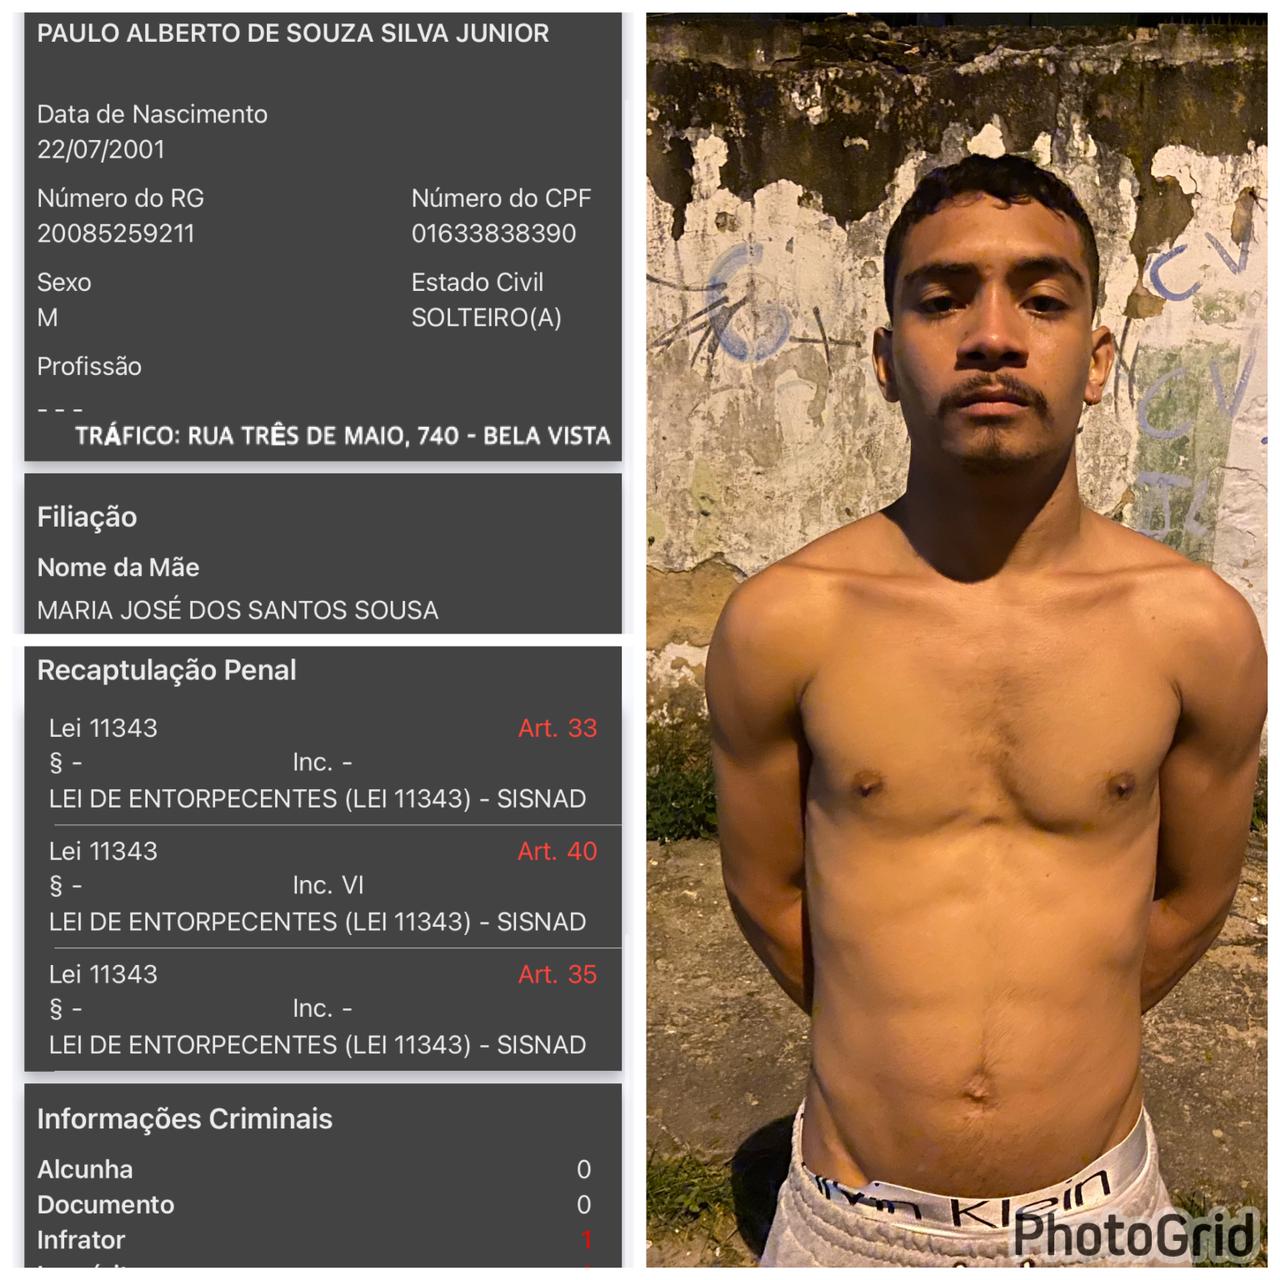 PAULO ALBERTO DE SOUZA SILVA JUNIOR
Data de Nascimento
22/07/2001
Número do RG Número do CPF
20085259211 01633838390
Sexo Estado Civil
M SOLTEIRO(A)
Profissão
- - -
TRÁFICO: RUA TRÊS DE MAIO, 740 - BELA VISTA
Filiação
Nome da Mãe
MARIA JOSÉ DOS SANTOS SOUSA
Recaptulação Penal
Lei 11343 Art. 33
§ - Inc. -
LEI DE ENTORPECENTES (LEI 11343) - SISNAD
Lei 11343 Art. 40
§ - Inc. VI
LEI DE ENTORPECENTES (LEI 11343) - SISNAD
Lei 11343 Art. 35
§ - Inc. -
LEI DE ENTORPECENTES (LEI 11343) - SISNAD
Informações Criminais
Alcunha 0
Documento 0
Infrator 1
CV
CV
Klein
PhotoGrid